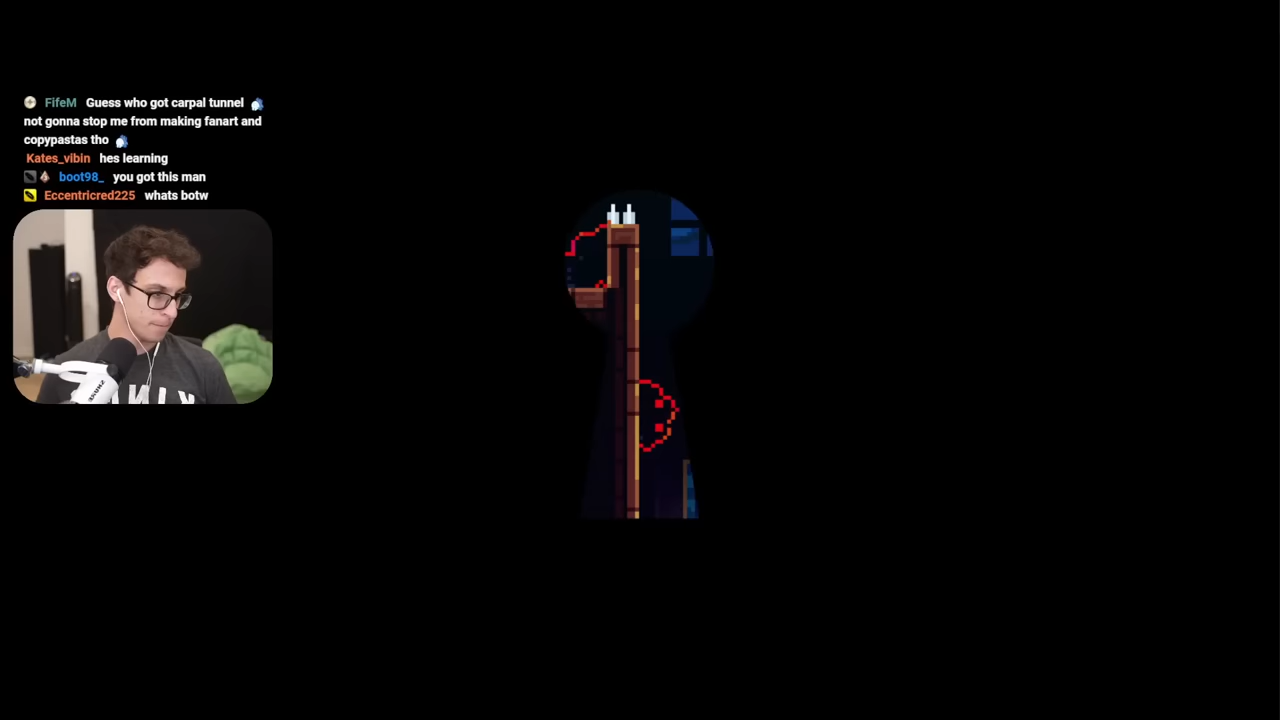 FifeM Guess who got carpal tunnel
not gonna stop me from making fanart and
copypastas tho
Kates_vibin hes learning
boot98_ you got this man
Eccentricred225 whats botw